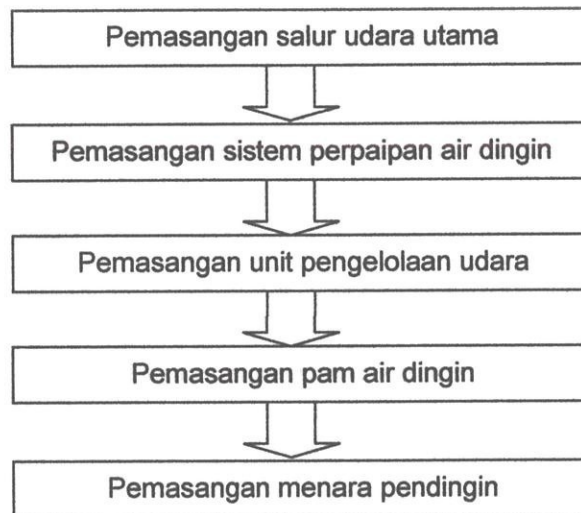 Pemasangan salur udara utama
Pemasangan sistem perpaipan air dingin
Pemasangan unit pengelolaan udara
Pemasangan pam air dingin
Pemasangan menara pendingin